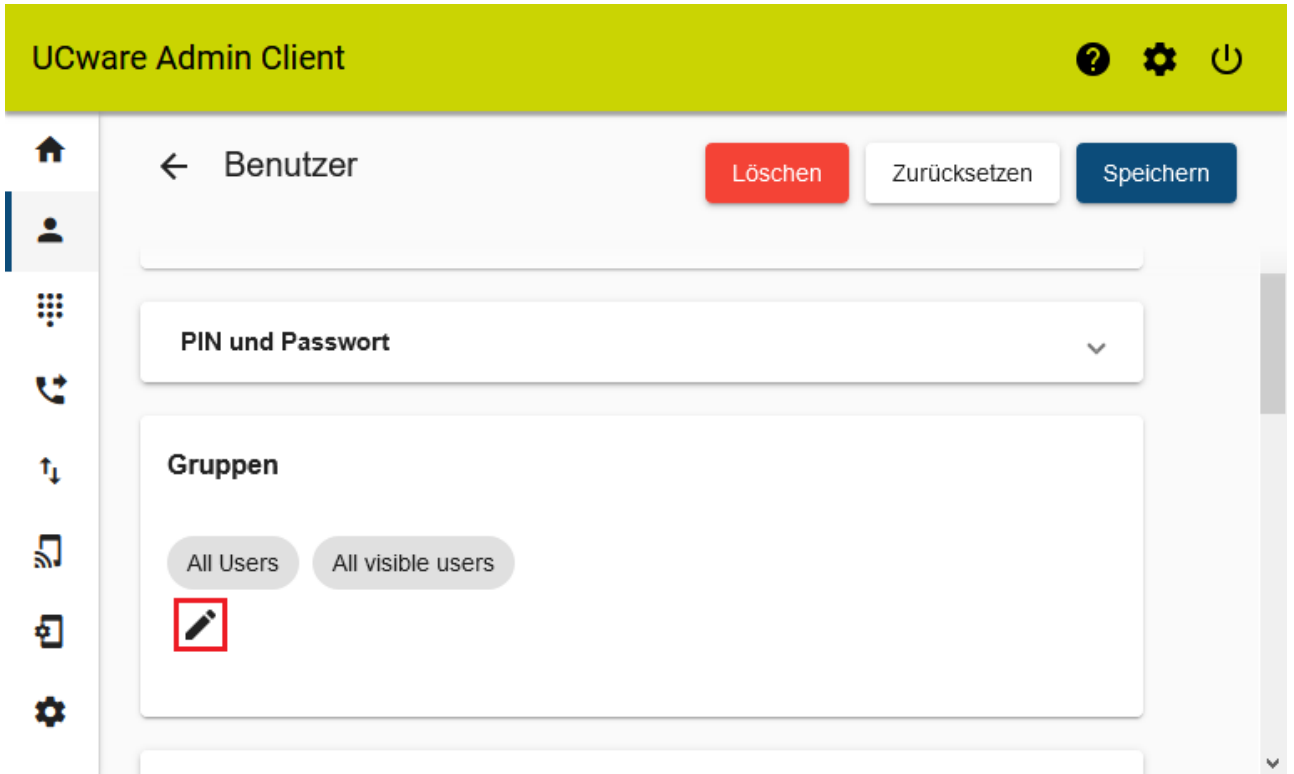 UCware Admin Client
Benutzer
Löschen
Zurücksetzen
Speichern
PIN und Passwort
Gruppen
All Users
All visible users